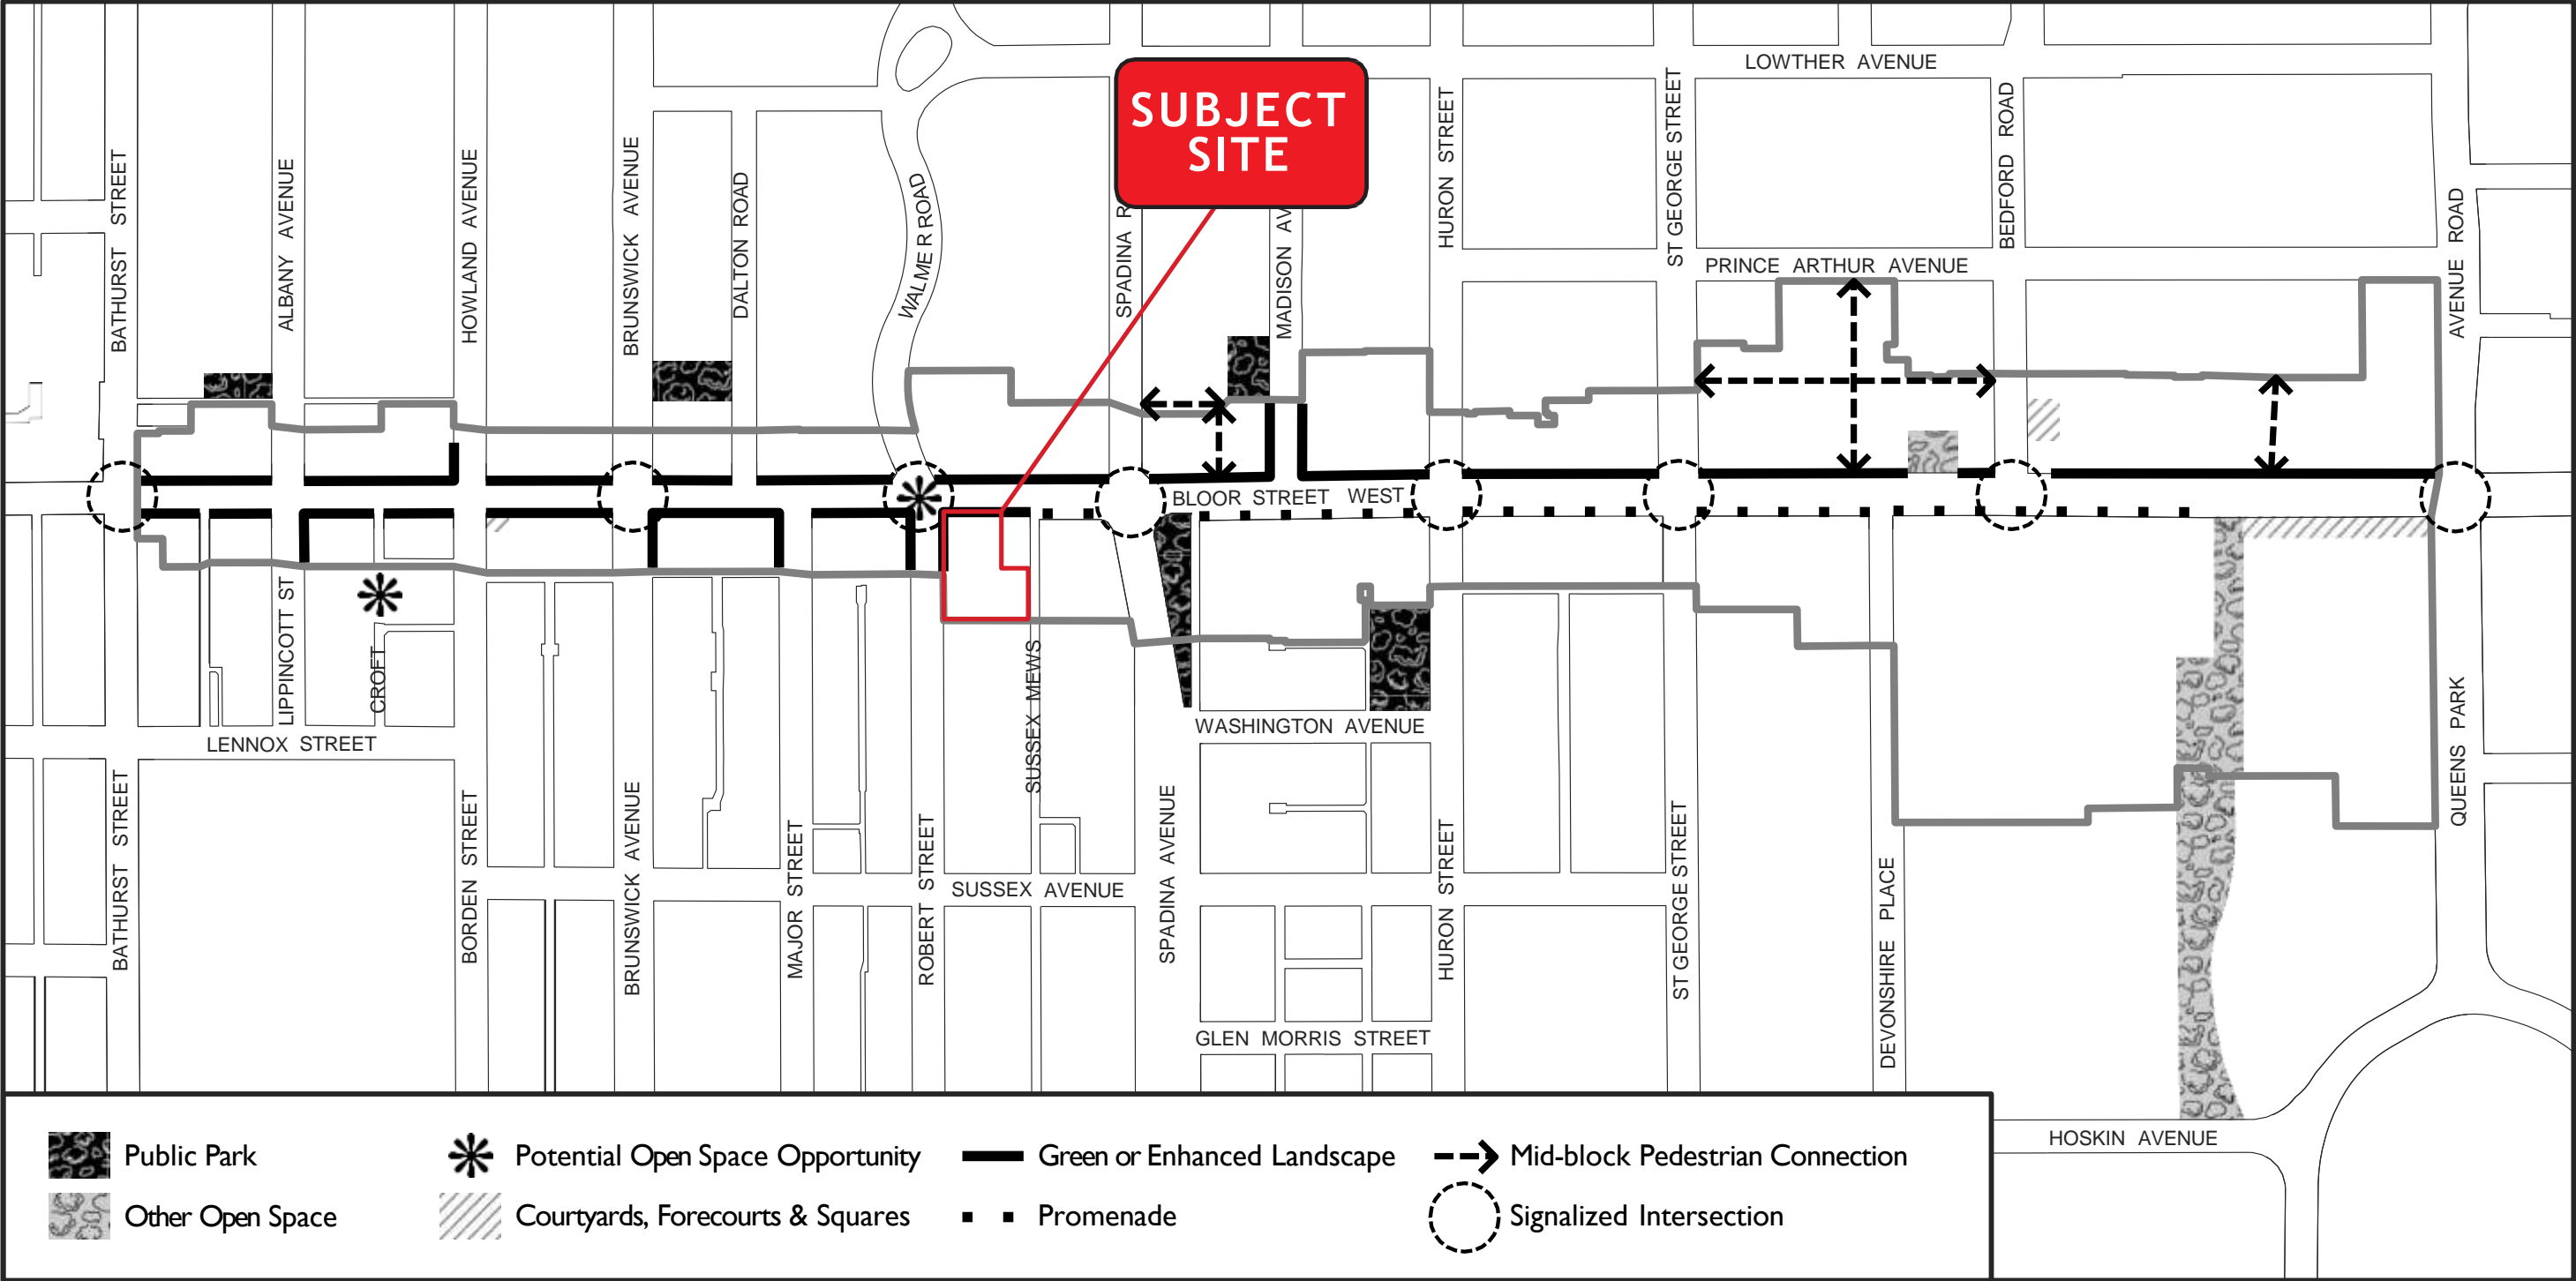 LOWTHER AVENUE
SUBJECT
SITE
BATHURST STREET
ALBANY AVENUE
HOWLAND AVENUE
BRUNSWICK AVENUE
DALTON ROAD
WALMER ROAD
SPADINA
MADISON
HURON STREET
ST GEORGE STREET
BEDFORD ROAD
AVENUE ROAD
PRINCE ARTHUR AVENUE
BLOOR STREET WEST
LIPPINCOTT ST
CROFT
SUSSEX MEWS
WASHINGTON AVENUE
LENNOX STREET
QUEENS PARK
BATHURST STREET
BORDEN STREET
BRUNSWICK AVENUE
MAJOR STREET
ROBERT STREET
SUSSEX AVENUE
SPADINA AVENUE
HURON STREET
ST GEORGE STREET
DEVONSHIRE PLACE
GLEN MORRIS STREET
HOSKIN AVENUE
Public Park
Potential Open Space Opportunity
Green or Enhanced Landscape
Mid-block Pedestrian Connection
Other Open Space
Courtyards, Forecourts & Squares
Promenade
Signalized Intersection